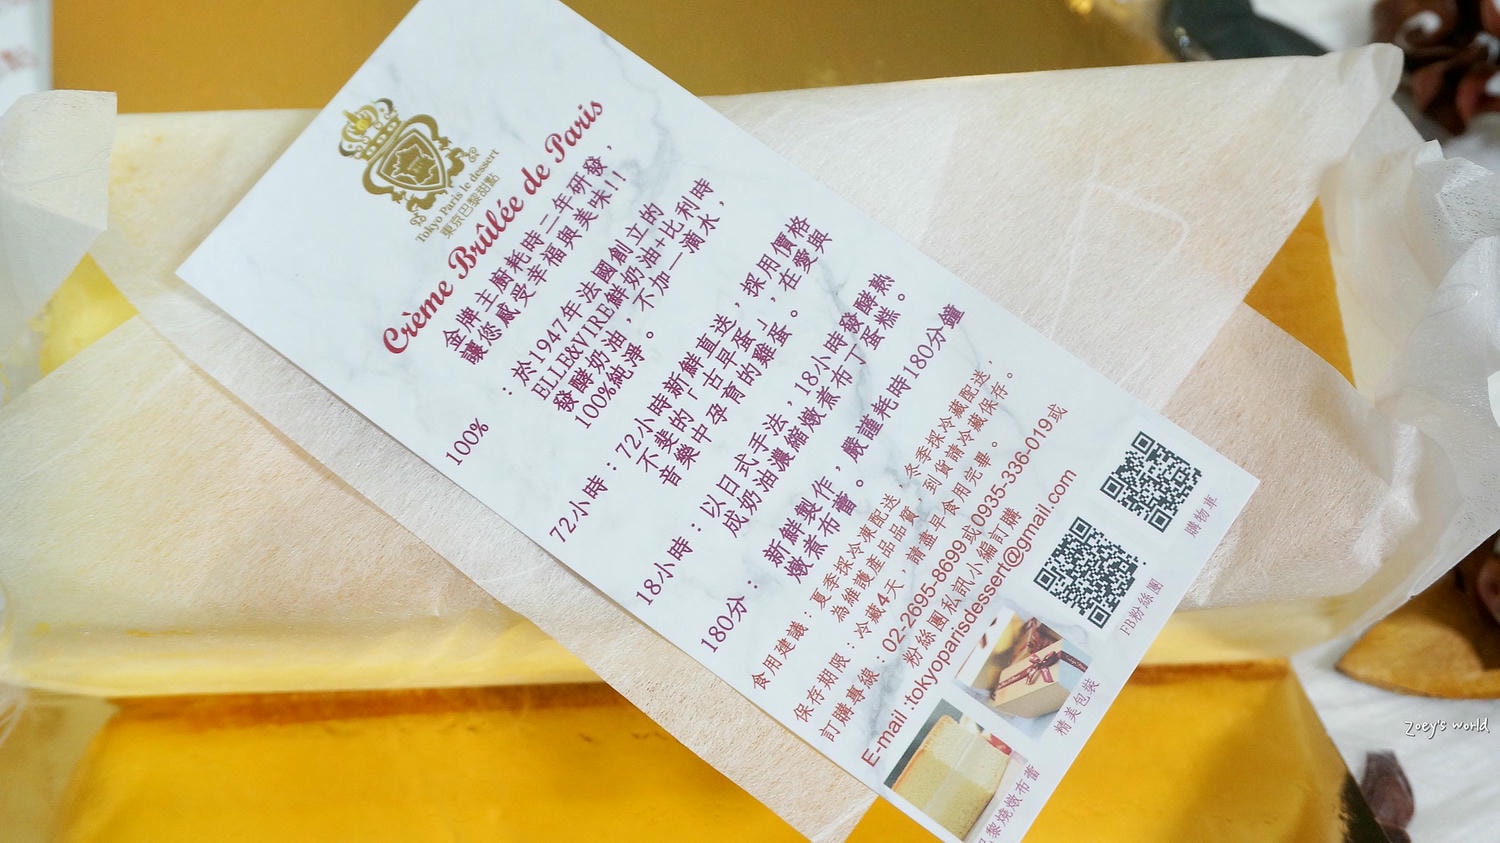 Tokyo Paris le dessert
東京巴黎甜點
Crème Brûlée de Paris
金牌主廚耗時二年研發，
讓您感受幸福與美味!!
100% ：於1947年法國創立的
ELLE&VIRE鮮奶油+比利時
發酵奶油，不加一滴水，
100%純淨。
72小時：72小時新鮮直送，採用價格
不斐的「古早蛋」，在愛與
音樂中孕育的雞蛋。
18小時：以日式手法，18小時發酵熟
成奶油濃縮燉煮布丁蛋糕。
180分：新鮮製作，嚴謹耗時180分鐘
燉煮布蕾。
食用建議：夏季採冷凍配送，冬季採冷藏配送，
為維護產品品質，到貨請冷藏保存。
保存期限：冷藏4天，請盡早食用完畢。
訂購專線：02-2695-8699或0935-336-019或
粉絲團私訊小編訂購
E-mail :tokyoparisdessert@gmail.com
購物車
FB粉絲團
精美包裝
巴黎燒燉布蕾
Zoey's world